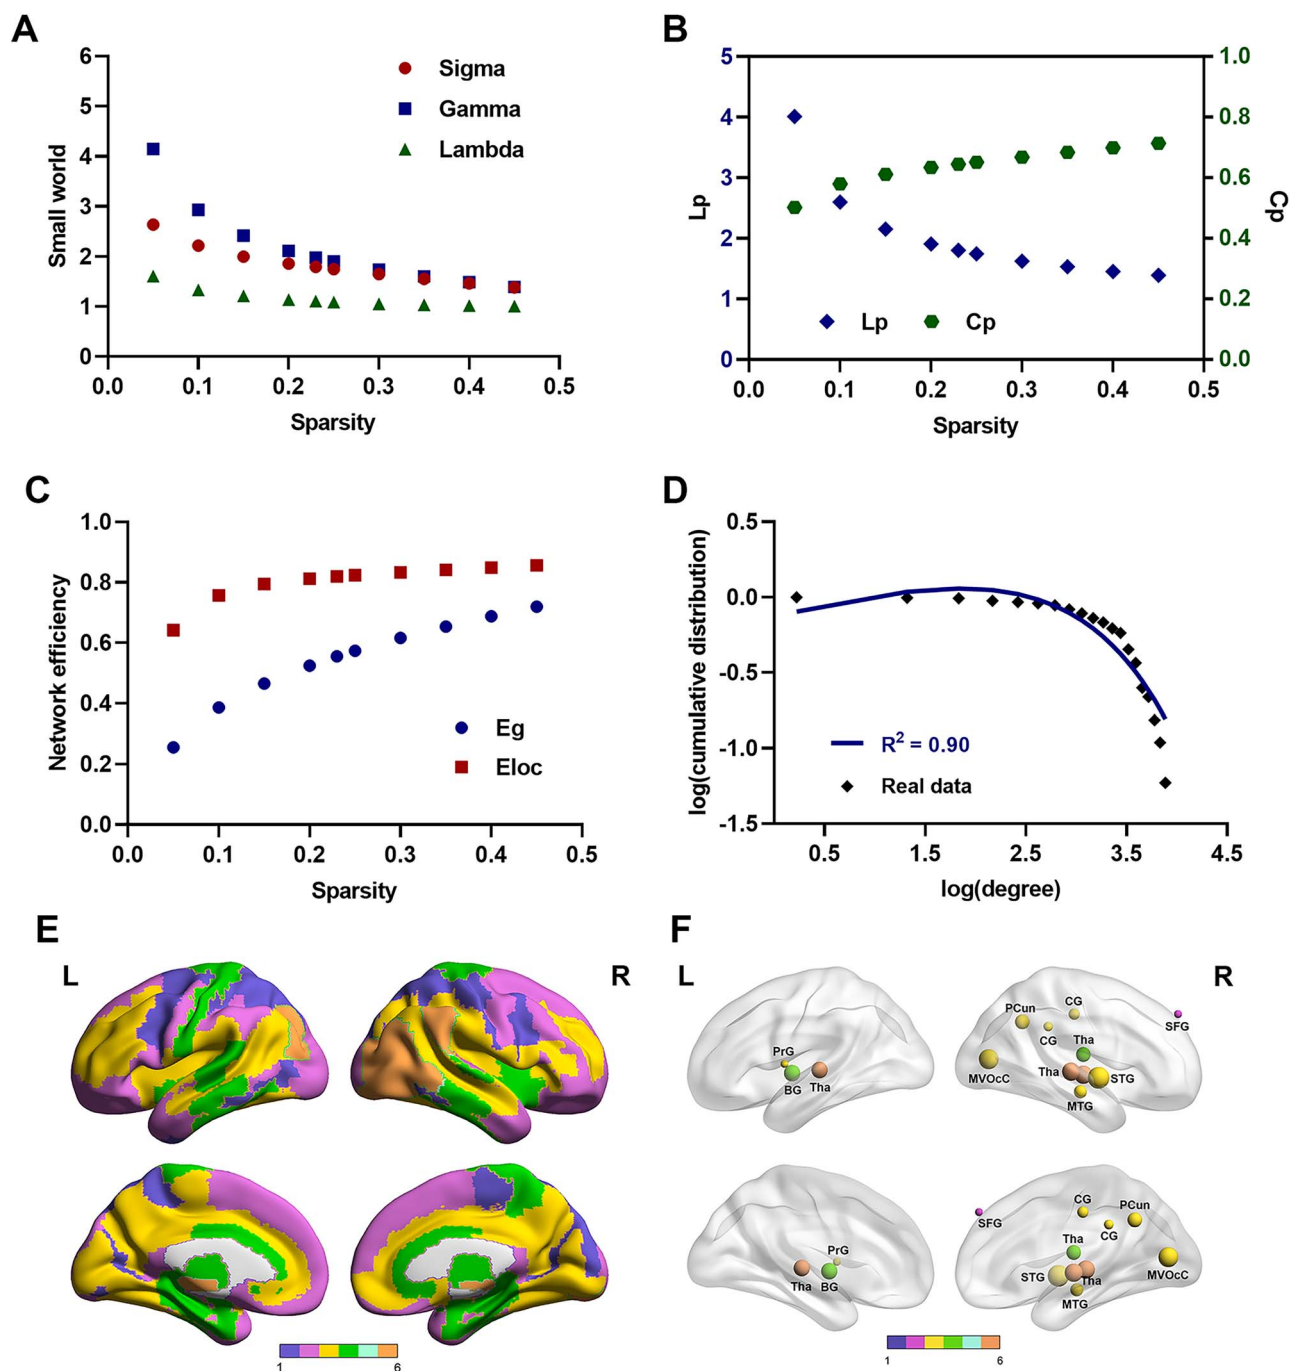 A
6
5
4
3
2
1
0
Small world
0.0 0.1 0.2 0.3 0.4 0.5
Sparsity
Sigma
Gamma
Lambda
B
5
4
3
2
1
0
Lp
1.0
0.8
0.6
0.4
0.2
0.0
Cp
Lp Cp
0.0 0.1 0.2 0.3 0.4 0.5
Sparsity
C
1.0
0.8
0.6
0.4
0.2
0.0
Network efficiency
Eg
Eloc
0.0 0.1 0.2 0.3 0.4 0.5
Sparsity
D
0.5
0.0
-0.5
-1.0
-1.5
log(cumulative distribution)
R² = 0.90
Real data
0.5 1.5 2.5 3.5 4.5
log(degree)
E
L R
1 6
F
L R
PrG
BG
Tha
PCun
CG
CG
SFG
Tha
MVOcC
Tha
STG
MTG
PrG
Tha
BG
SFG
CG
PCun
CG
Tha
STG
Tha
MVOcC
MTG
1 6